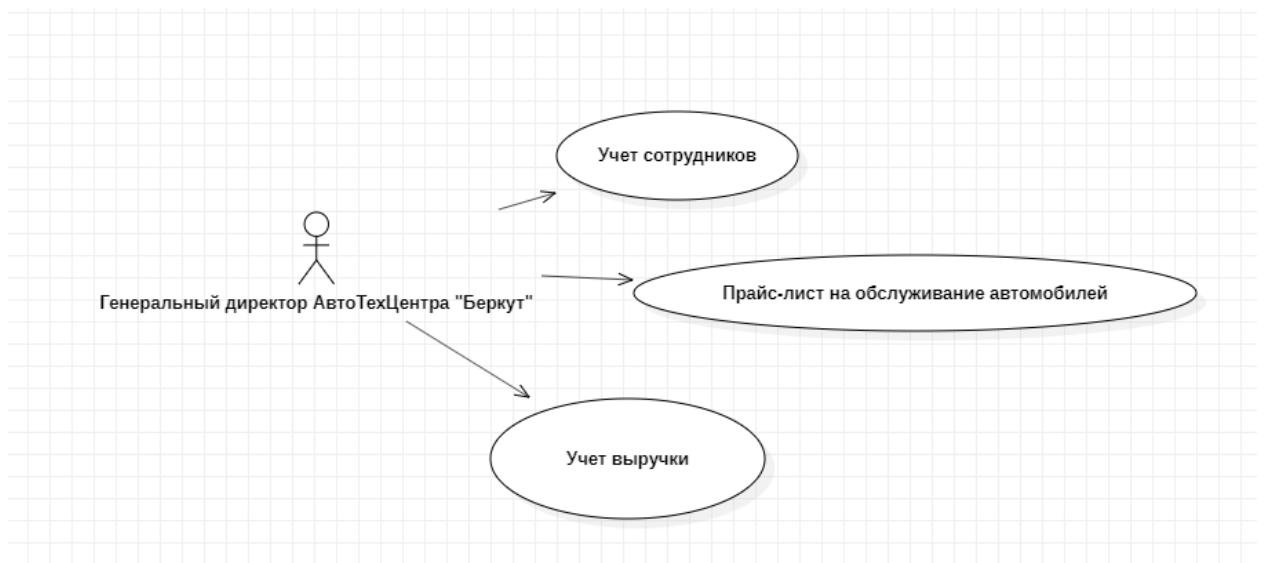 Учет сотрудников
Прайс-лист на обслуживание автомобилей
Генеральный директор АвтоТехЦентра "Беркут"
Учет выручки